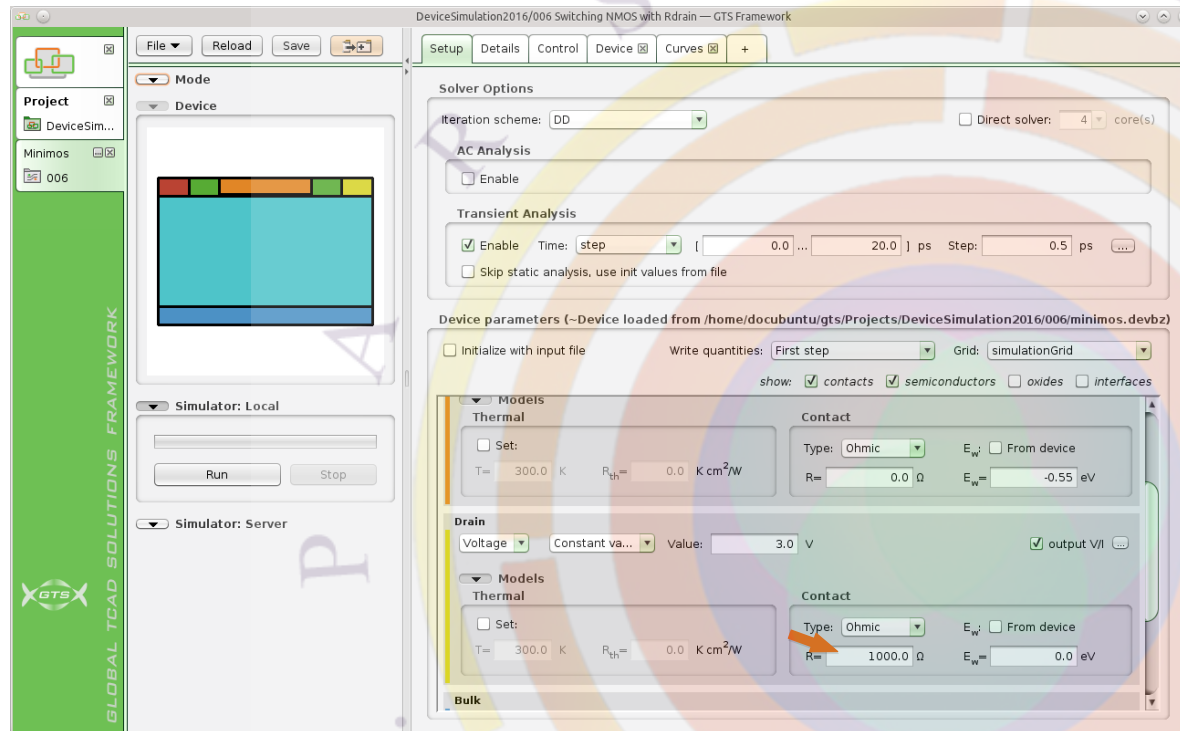 DeviceSimulation2016/006 Switching NMOS with Rdrain — GTS Framework
File Reload Save
Mode
Device
Project
DeviceSim...
Minimos
006
Simulator: Local
Run Stop
Simulator: Server
GTS
GLOBAL TCAD SOLUTIONS FRAMEWORK
Setup Details Control Device Curves +
Solver Options
Iteration scheme: DD Direct solver: 4 core(s)
AC Analysis
Enable
Transient Analysis
Enable Time: step [ 0.0 ... 20.0 ] ps Step: 0.5 ps ...
Skip static analysis, use init values from file
Device parameters (~Device loaded from /home/docubuntu/gts/Projects/DeviceSimulation2016/006/minimos.devbz)
Initialize with input file Write quantities: First step Grid: simulationGrid
show: contacts semiconductors oxides interfaces
Models
Thermal Contact
Set: Type: Ohmic Ew: From device
T= 300.0 K Rth= 0.0 K cm²/W R= 0.0 Ω Ew= -0.55 eV
Drain
Voltage Constant va... Value: 3.0 V output V/I ...
Models
Thermal Contact
Set: Type: Ohmic Ew: From device
T= 300.0 K Rth= 0.0 K cm²/W R= 1000.0 Ω Ew= 0.0 eV
Bulk
P A R S